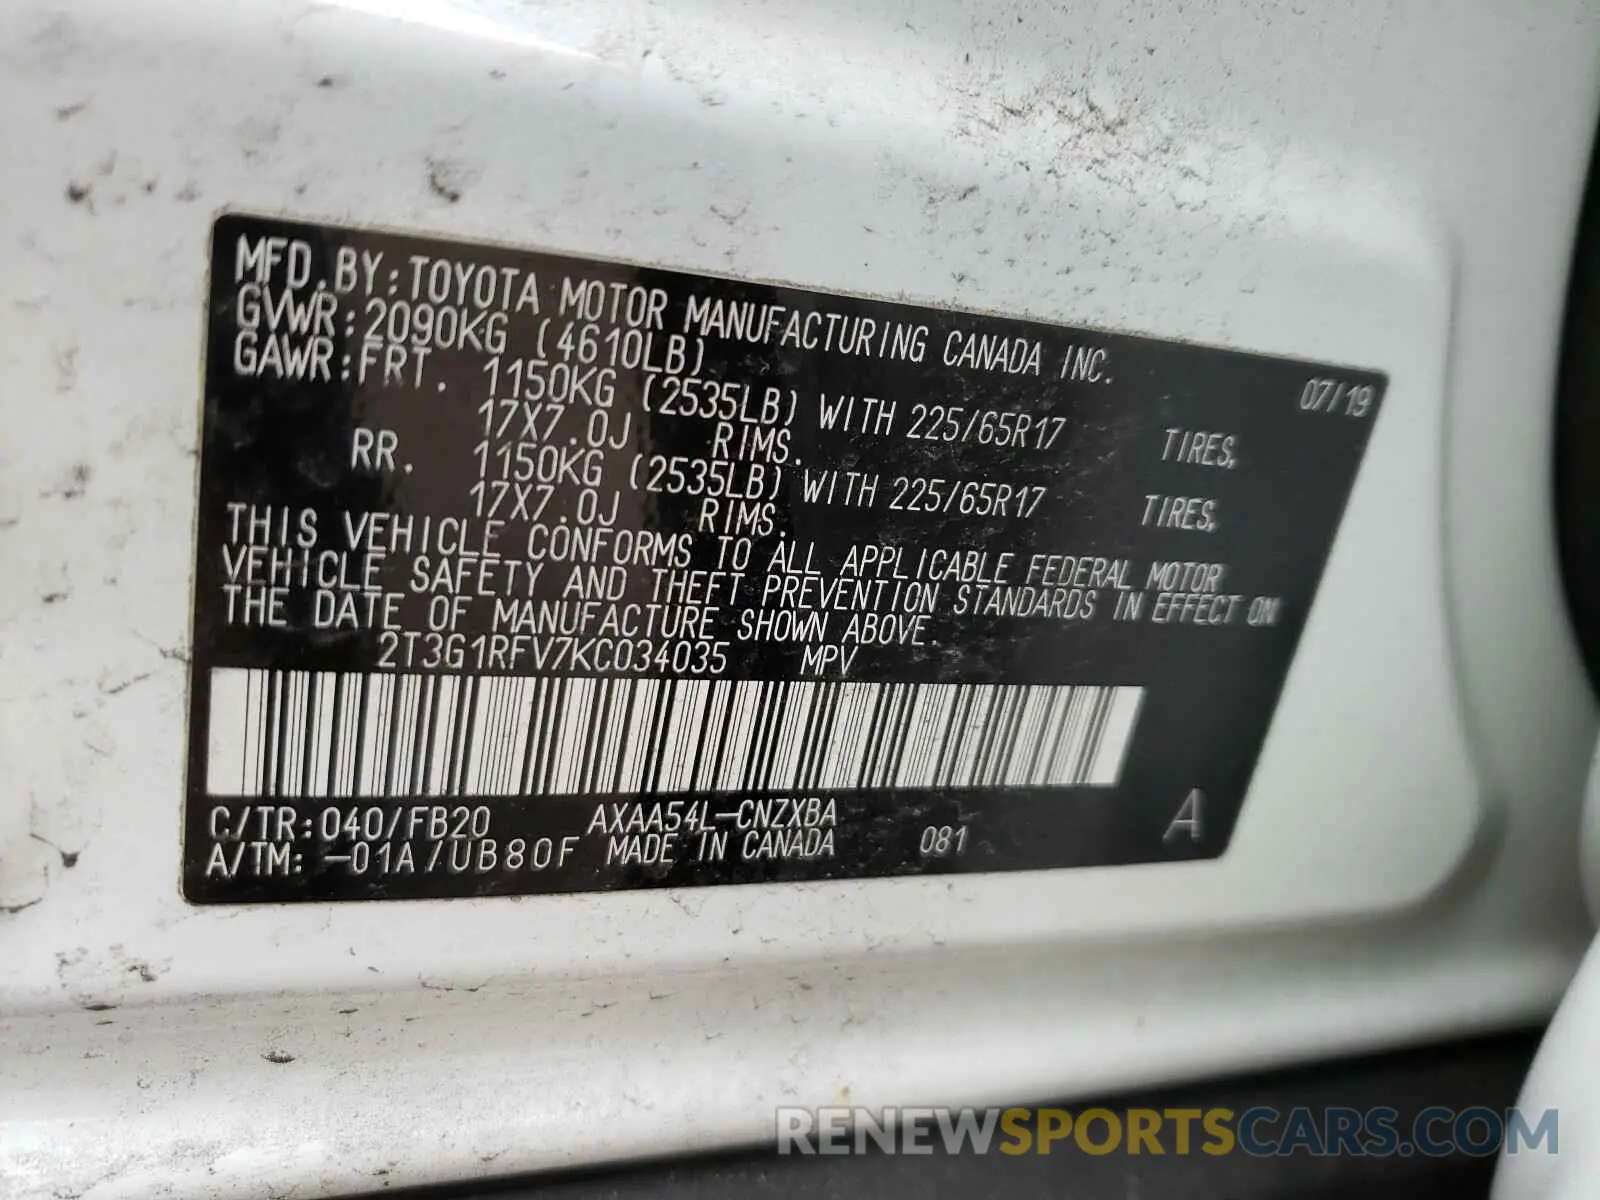 MFD.BY:TOYOTA MOTOR MANUFACTURING CANADA INC. 07/19
GVWR:2090KG (4610LB)
GAWR:FRT. 1150KG (2535LB) WITH 225/65R17 TIRES,
17X7.0J RIMS.
RR. 1150KG (2535LB) WITH 225/65R17 TIRES,
17X7.0J RIMS.
THIS VEHICLE CONFORMS TO ALL APPLICABLE FEDERAL MOTOR
VEHICLE SAFETY AND THEFT PREVENTION STANDARDS IN EFFECT ON
THE DATE OF MANUFACTURE SHOWN ABOVE.
2T3G1RFV7KC034035 MPV
C/TR:040/FB20 AXAA54L-CNZXBA
A/TM:-01A/UB80F MADE IN CANADA 081 A
RENEWSPORTSCARS.COM